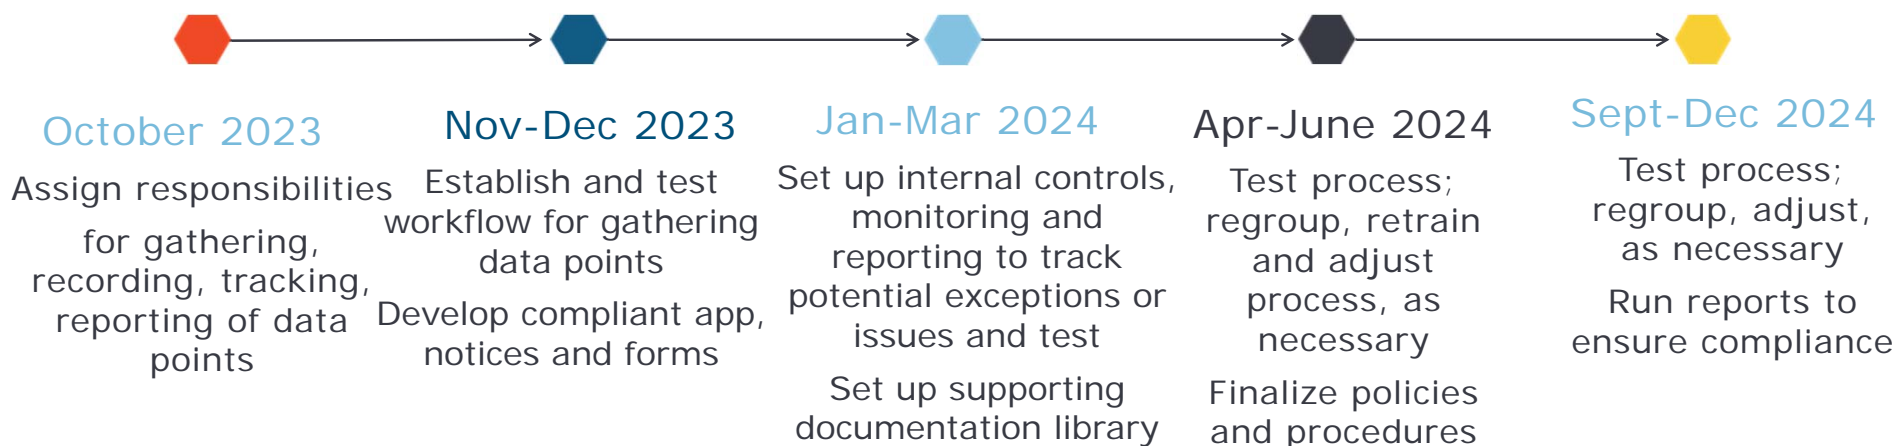 October 2023
Assign responsibilities
for gathering,
recording, tracking,
reporting of data
points
Nov-Dec 2023
Establish and test
workflow for gathering
data points
Develop compliant app,
notices and forms
Jan-Mar 2024
Set up internal controls,
monitoring and
reporting to track
potential exceptions or
issues and test
Set up supporting
documentation library
Apr-June 2024
Test process;
regroup, retrain
and adjust
process, as
necessary
Finalize policies
and procedures
Sept-Dec 2024
Test process;
regroup, adjust,
as necessary
Run reports to
ensure compliance